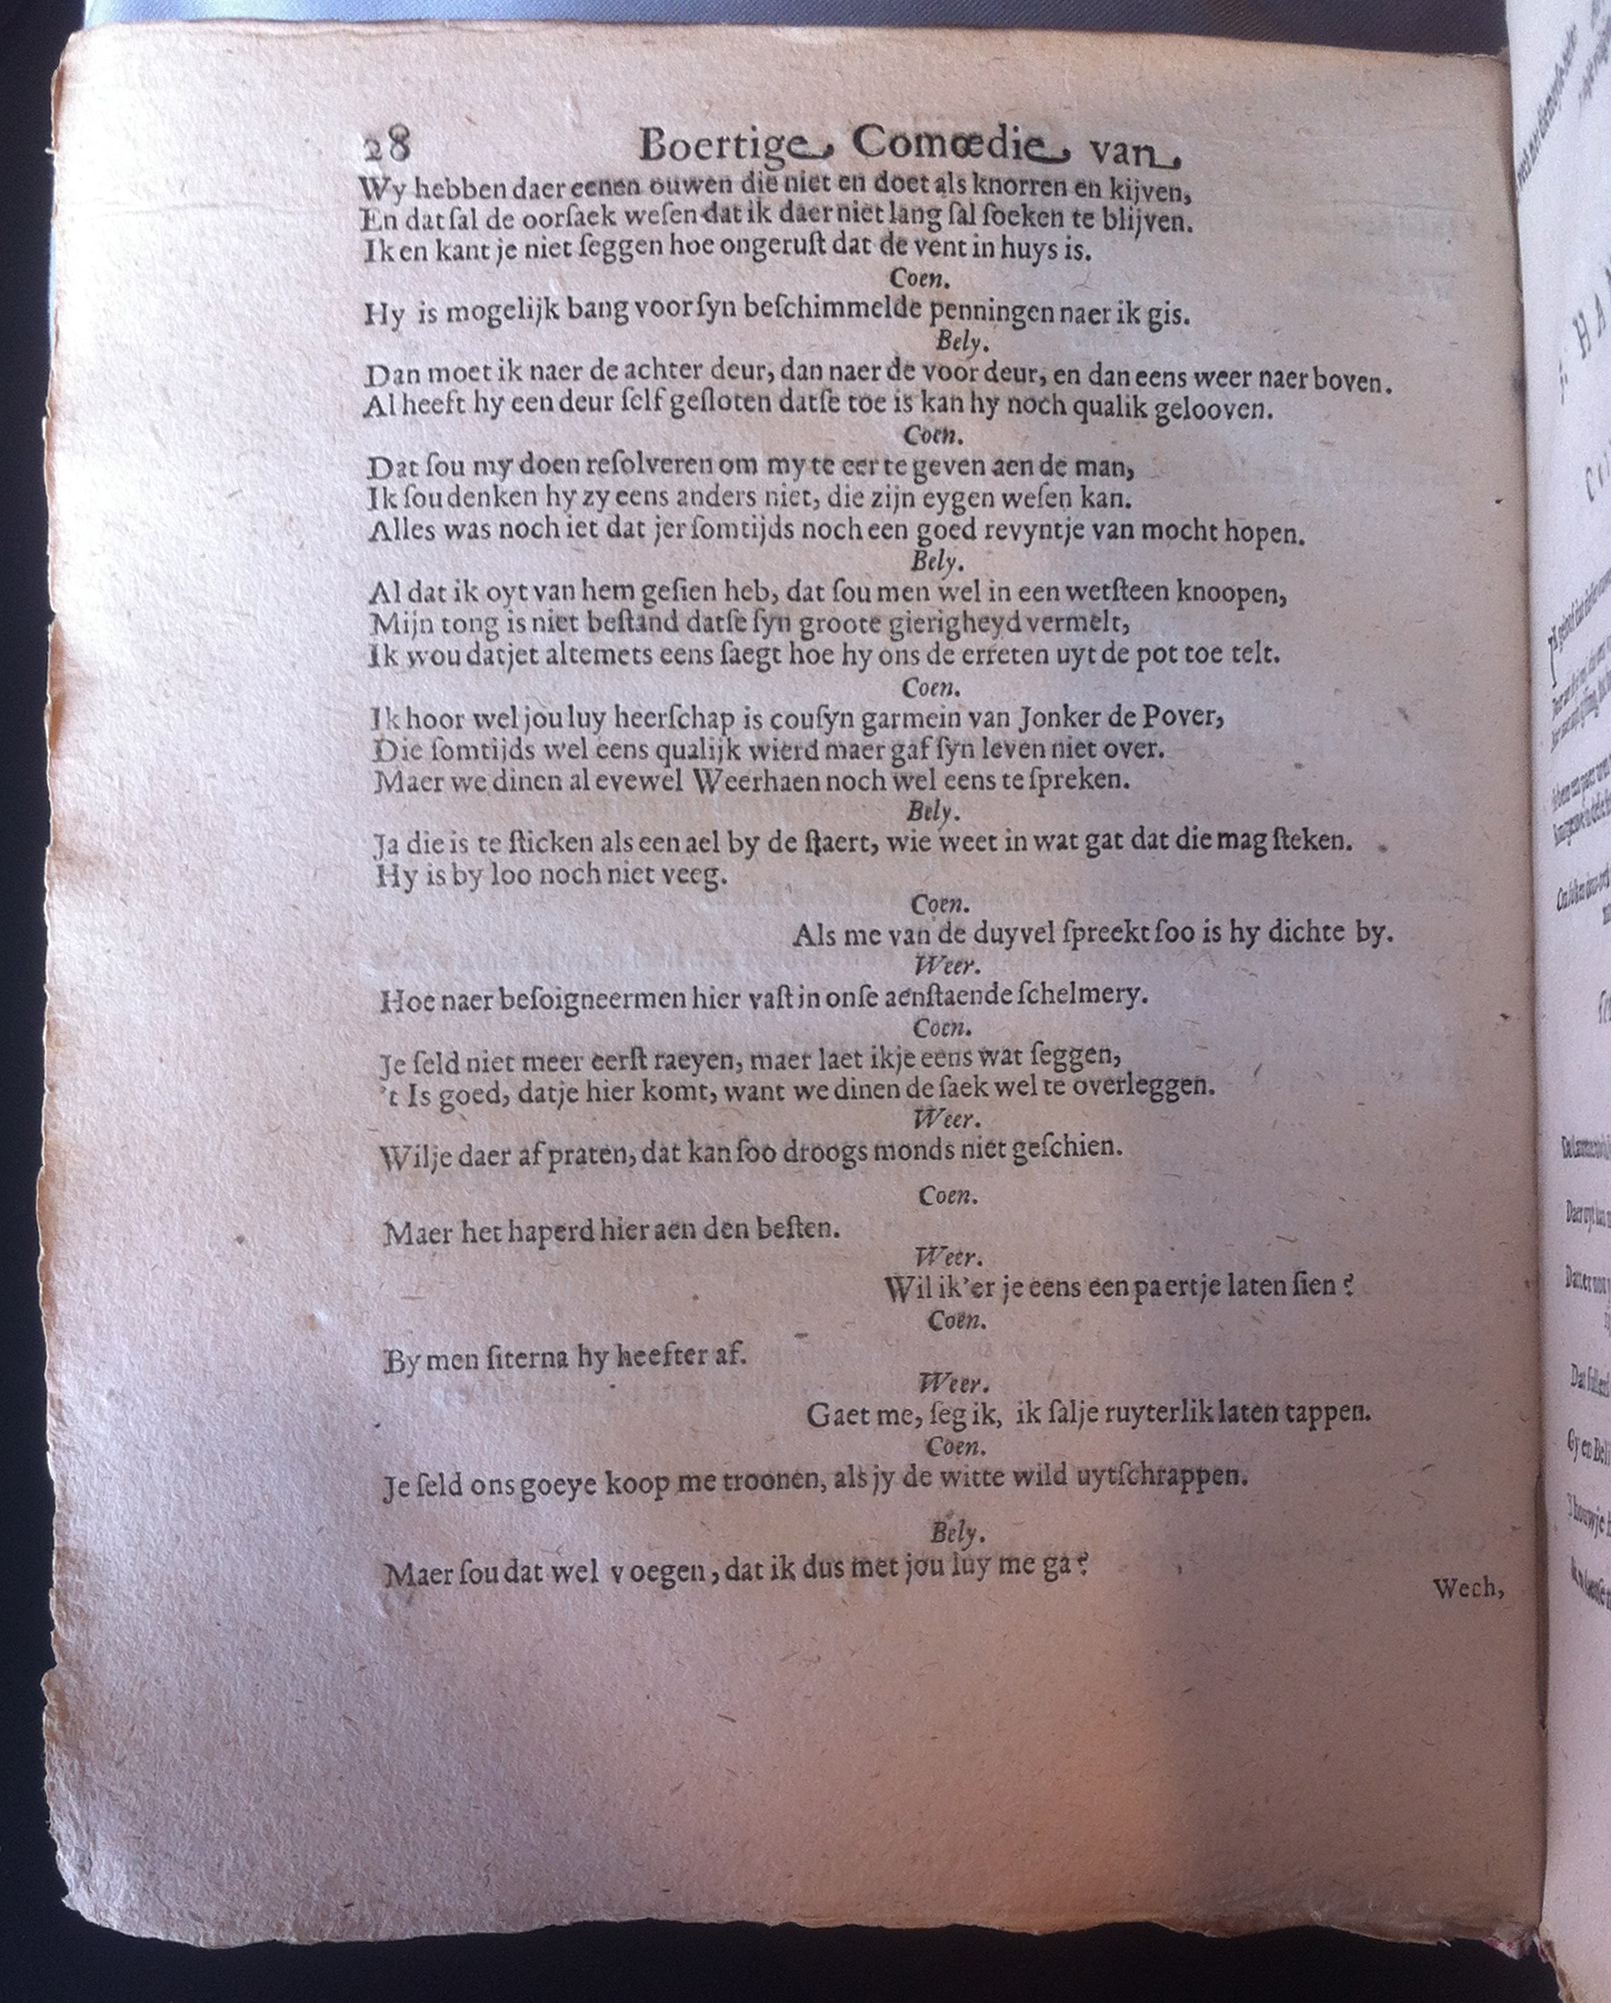 28 Boertige Comœdie van
Wy hebben daer eenen ouwen die niet en doet als knorren en kijven,
En dat ſal de oorſaek weſen dat ik daer niet lang ſal ſoeken te blijven.
Ik en kant je niet ſeggen hoe ongeruſt dat de vent in huys is.
Coen.
Hy is mogelijk bang voor ſyn beſchimmelde penningen naer ik gis.
Bely.
Dan moet ik naer de achter deur, dan naer de voor deur, en dan eens weer naer boven.
Al heeft hy een deur ſelf geſloten datſe toe is kan hy noch qualik gelooven.
Coen.
Dat ſou my doen reſolveren om my te eer te geven aen de man,
Ik ſou denken hy zy eens anders niet, die zijn eygen weſen kan.
Alles was noch iet dat jer ſomtijds noch een goed revyntje van mocht hopen.
Bely.
Al dat ik oyt van hem geſien heb, dat ſou men wel in een wetſteen knoopen,
Mijn tong is niet beſtand datſe ſyn groote gierigheyd vermelt,
Ik wou datjet altemets eens ſaegt hoe hy ons de erreten uyt de pot toe telt.
Coen.
Ik hoor wel jou luy heerſchap is couſyn garmein van Jonker de Pover,
Die ſomtijds wel eens qualijk wierd maer gaf ſyn leven niet over.
Maer we dinen al evewel Weerhaen noch wel eens te ſpreken.
Bely.
Ja die is te ſticken als een ael by de ſtaert, wie weet in wat gat dat die mag ſteken.
Hy is by loo noch niet veeg.
Coen.
Als me van de duyvel ſpreekt ſoo is hy dichte by.
Weer.
Hoe naer beſoigneermen hier vaſt in onſe aenſtaende ſchelmery.
Coen.
Je ſeld niet meer eerſt raeyen, maer laet ikje eens wat ſeggen,
't Is goed, datje hier komt, want we dinen de ſaek wel te overleggen.
Weer.
Wilje daer af praten, dat kan ſoo droogs monds niet geſchien.
Coen.
Maer het haperd hier aen den beſten.
Weer.
Wil ik'er je eens een paertje laten ſien?
Coen.
By men ſiterna hy heefter af.
Weer.
Gaet me, ſeg ik, ik ſalje ruyterlik laten tappen.
Coen.
Je ſeld ons goeye koop me troonen, als jy de witte wild uytſchrappen.
Bely.
Maer ſou dat wel voegen, dat ik dus met jou luy me ga?
Wech,